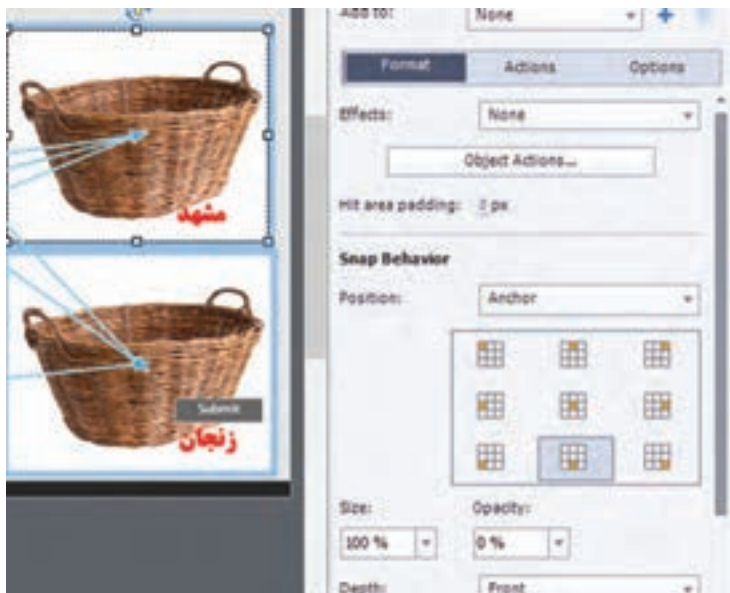 Add to:
None
Format
Actions
Options
Effects:
None
Object Actions...
Hit area padding:
px
Snap Behavior
Position:
Anchor
Size:
Opacity:
100 %
0 %
Depth:
Front
مشهد
Submit
زنجان